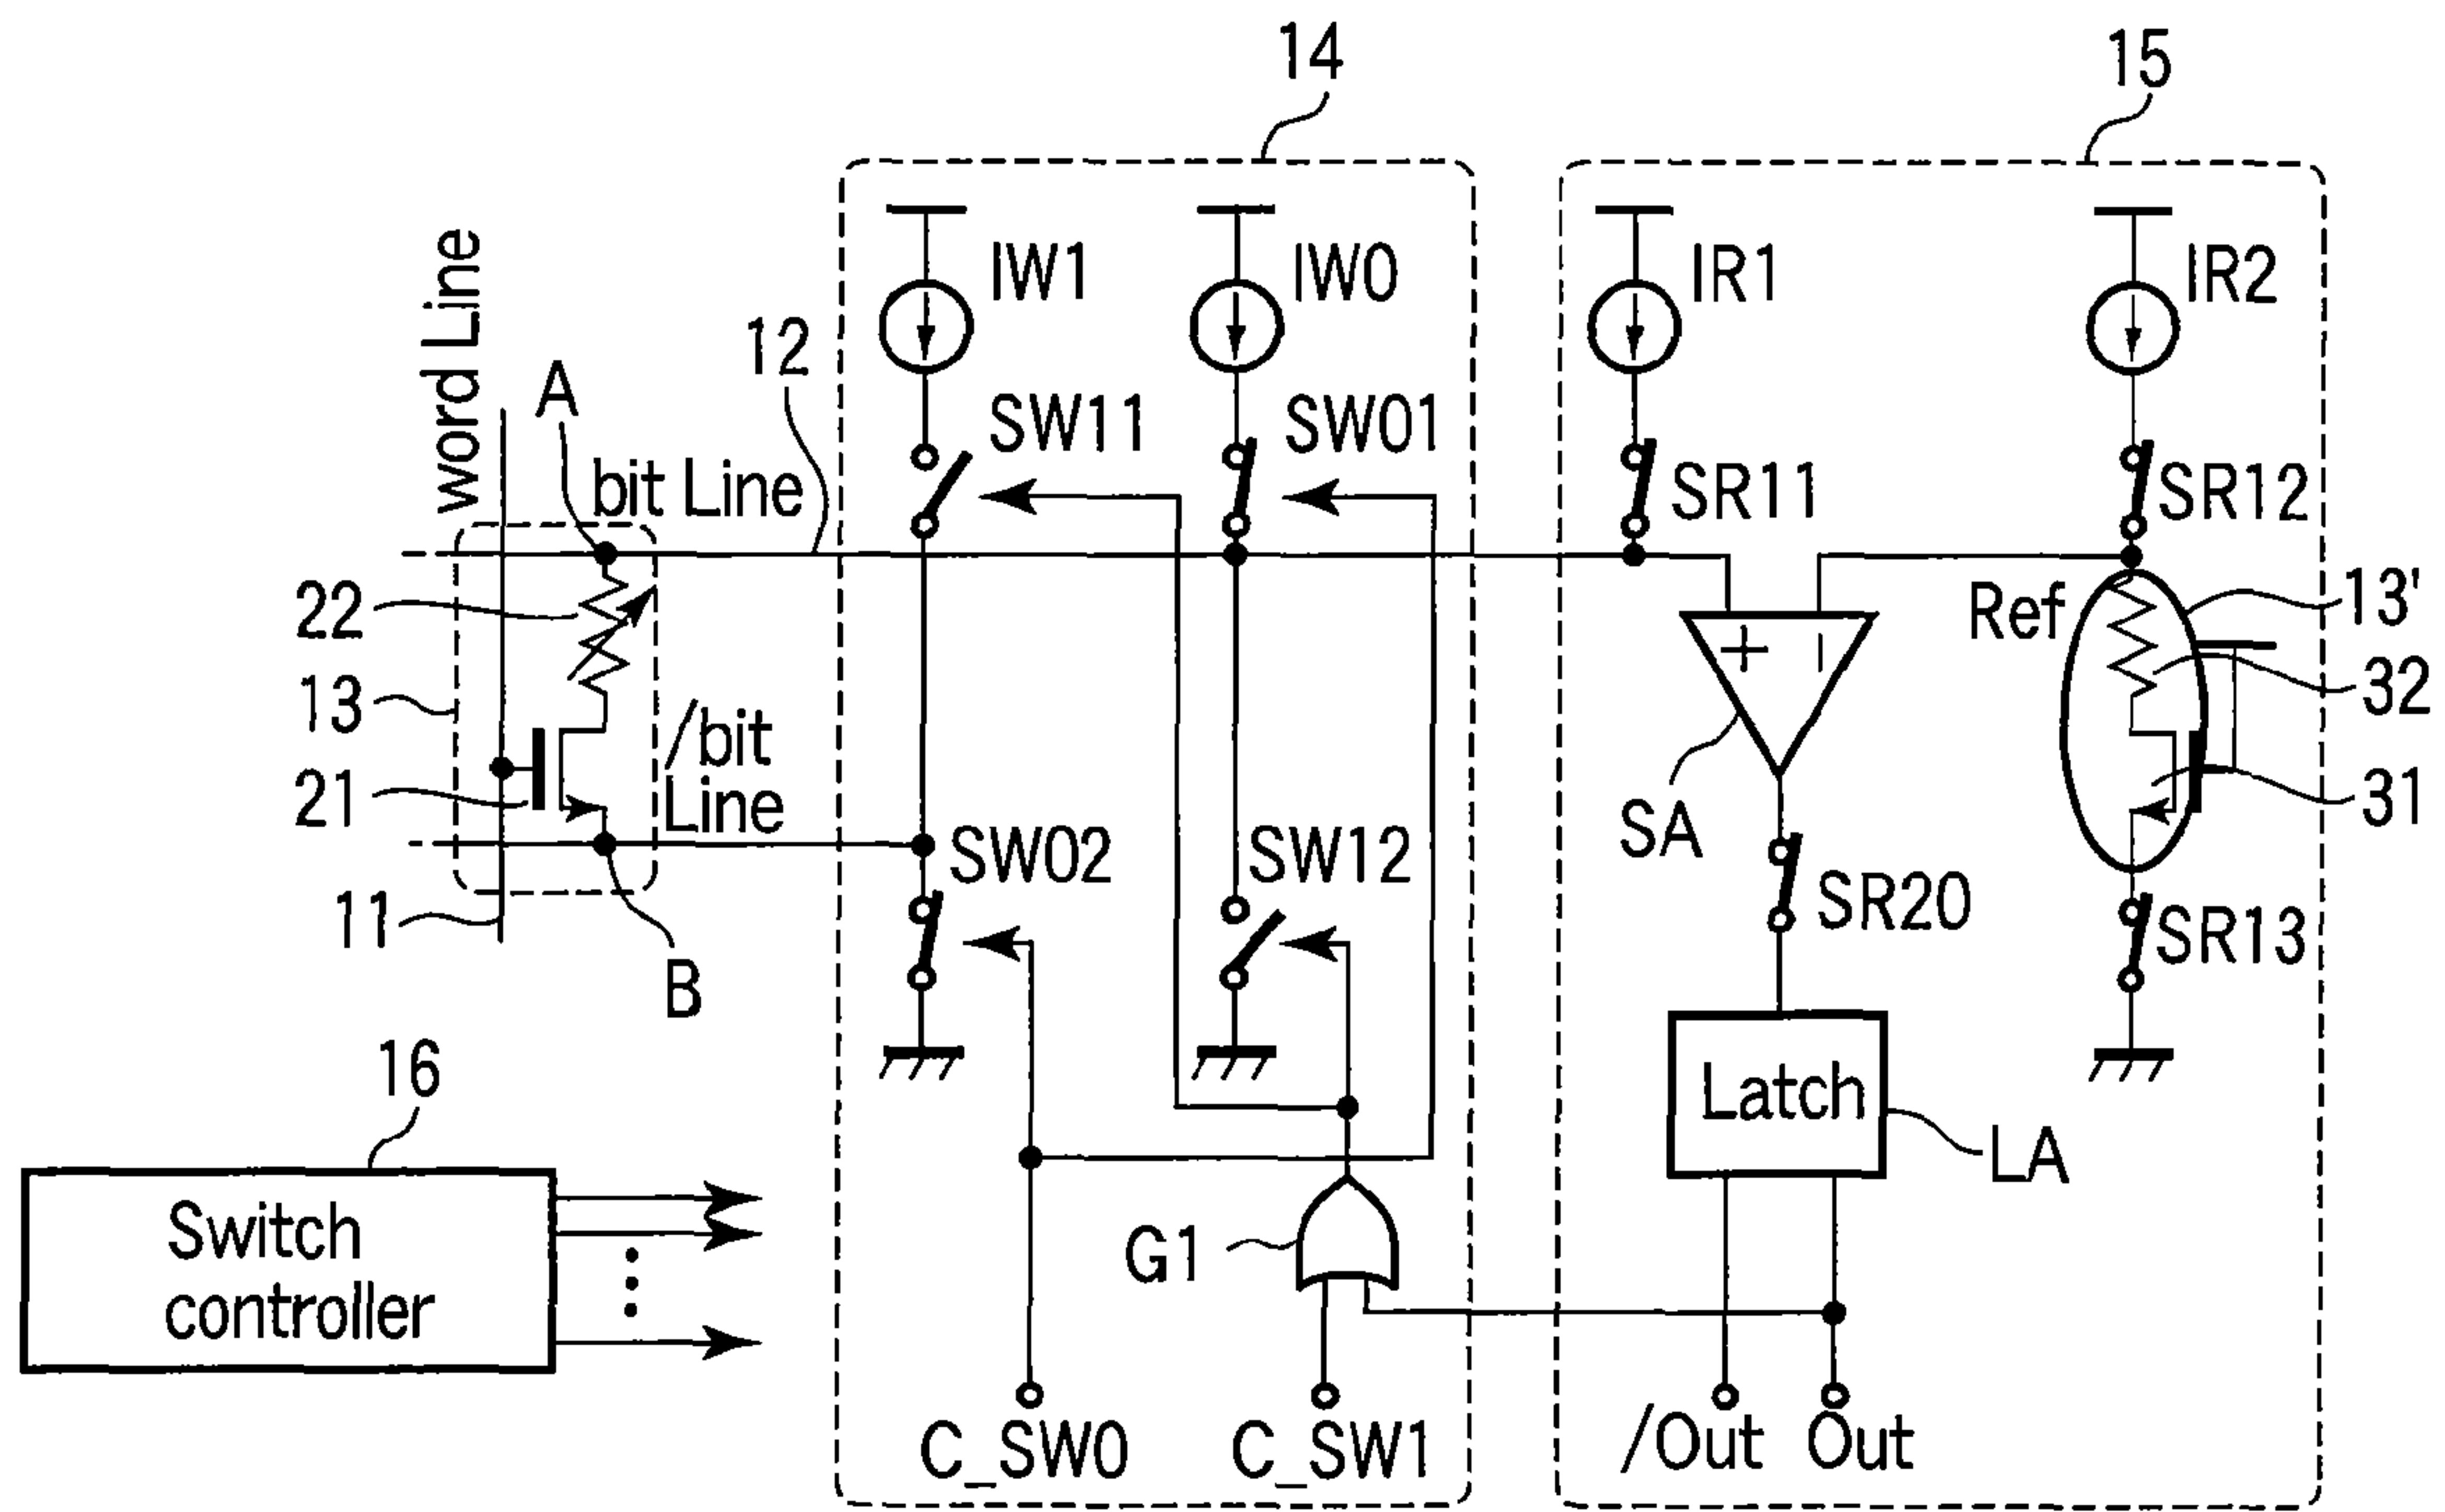 14
15
word Line
IW1
IW0
IR1
IR2
12
A
SW11
SW01
SR11
SR12
bit Line
22
Ref
13'
13
+
−
32
/bit
Line
21
SA
31
SW02
SW12
SR20
SR13
11
B
16
Latch
LA
Switch
controller
G1
C_SW0
C_SW1
/Out
Out